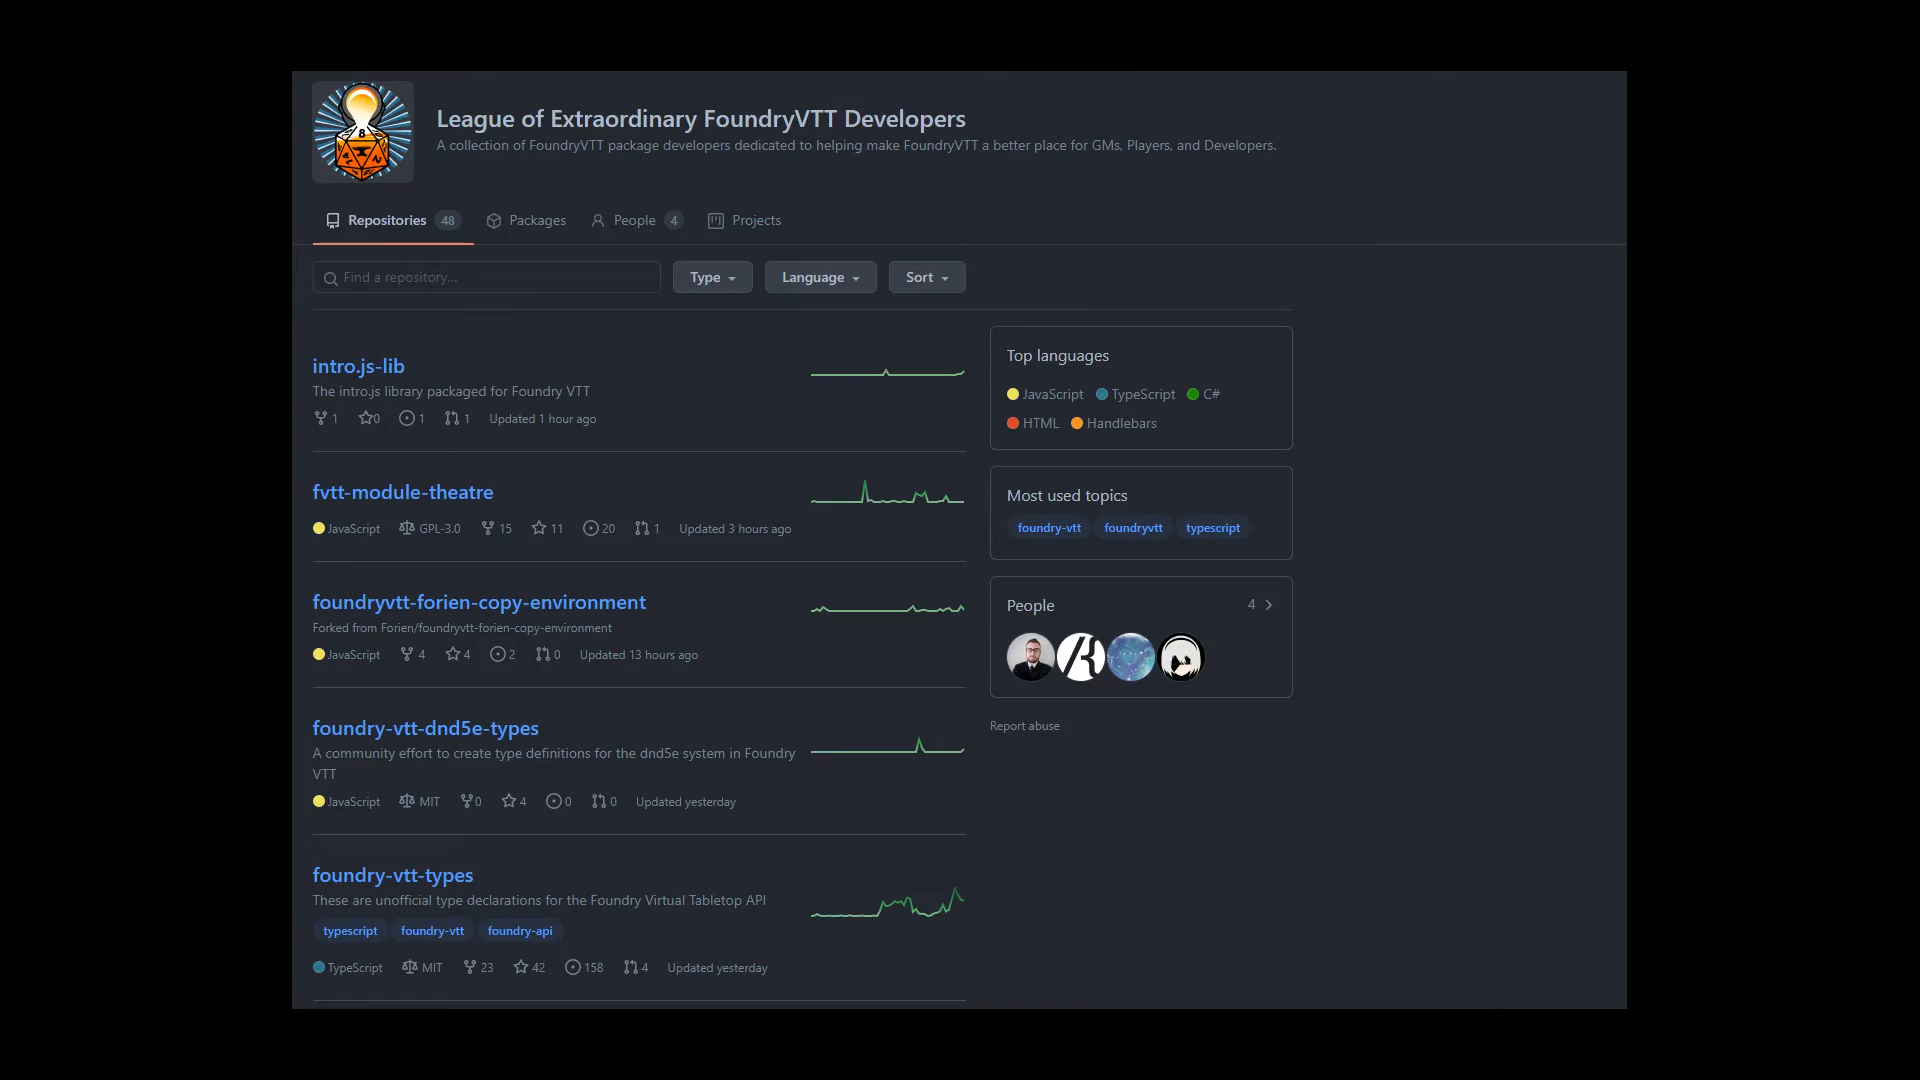 League of Extraordinary FoundryVTT Developers
A collection of FoundryVTT package developers dedicated to helping make FoundryVTT a better place for GMs, Players, and Developers.
Repositories 48 Packages People 4 Projects
Find a repository... Type Language Sort
intro.js-lib
The intro.js library packaged for Foundry VTT
1 0 1 1 Updated 1 hour ago
fvtt-module-theatre
JavaScript GPL-3.0 15 11 20 1 Updated 3 hours ago
foundryvtt-forien-copy-environment
Forked from Forien/foundryvtt-forien-copy-environment
JavaScript 4 4 2 0 Updated 13 hours ago
foundry-vtt-dnd5e-types
A community effort to create type definitions for the dnd5e system in Foundry
VTT
JavaScript MIT 0 4 0 0 Updated yesterday
foundry-vtt-types
These are unofficial type declarations for the Foundry Virtual Tabletop API
typescript foundry-vtt foundry-api
TypeScript MIT 23 42 158 4 Updated yesterday
Top languages
JavaScript TypeScript C#
HTML Handlebars
Most used topics
foundry-vtt foundryvtt typescript
People 4
Report abuse